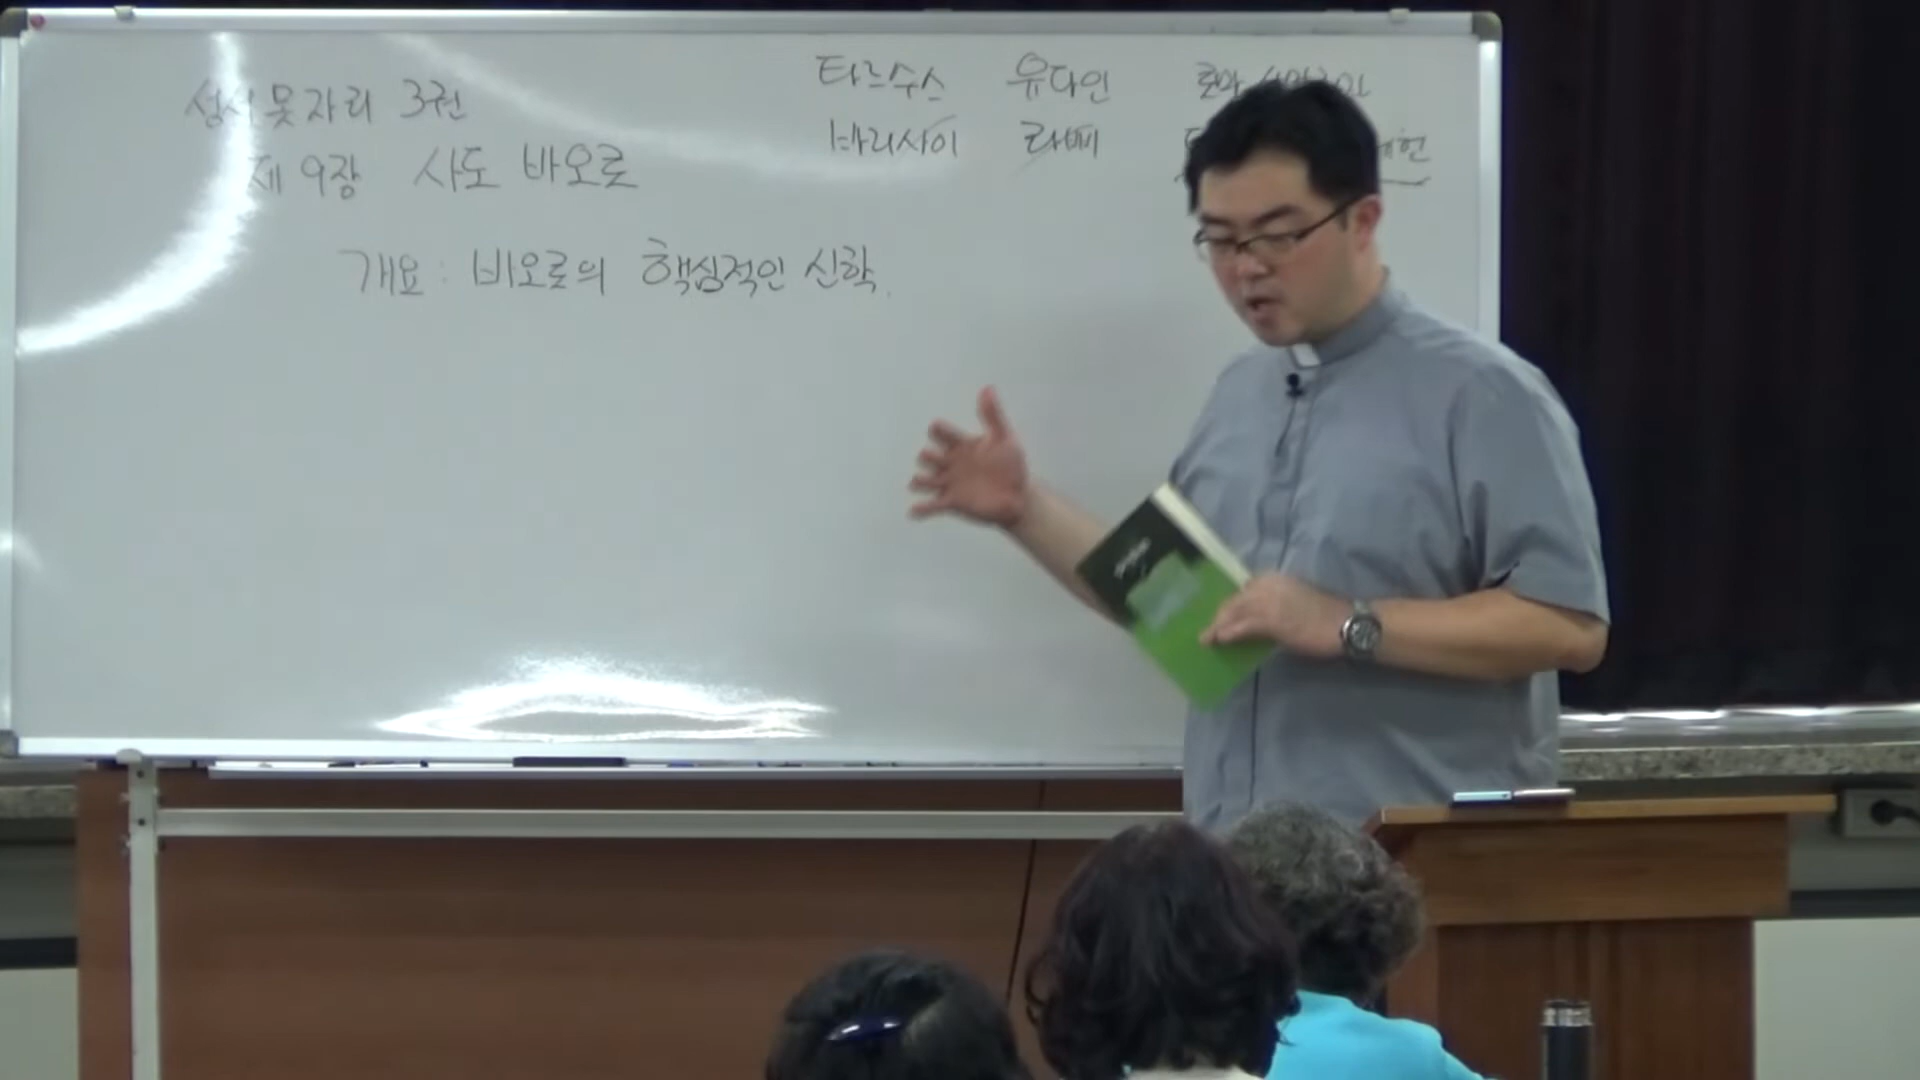 성서못자리 3권
제 9장 사도 바오로
개요 : 바오로의 핵심적인 신학.
타르수스 유다인 로마
바리사이 라삐